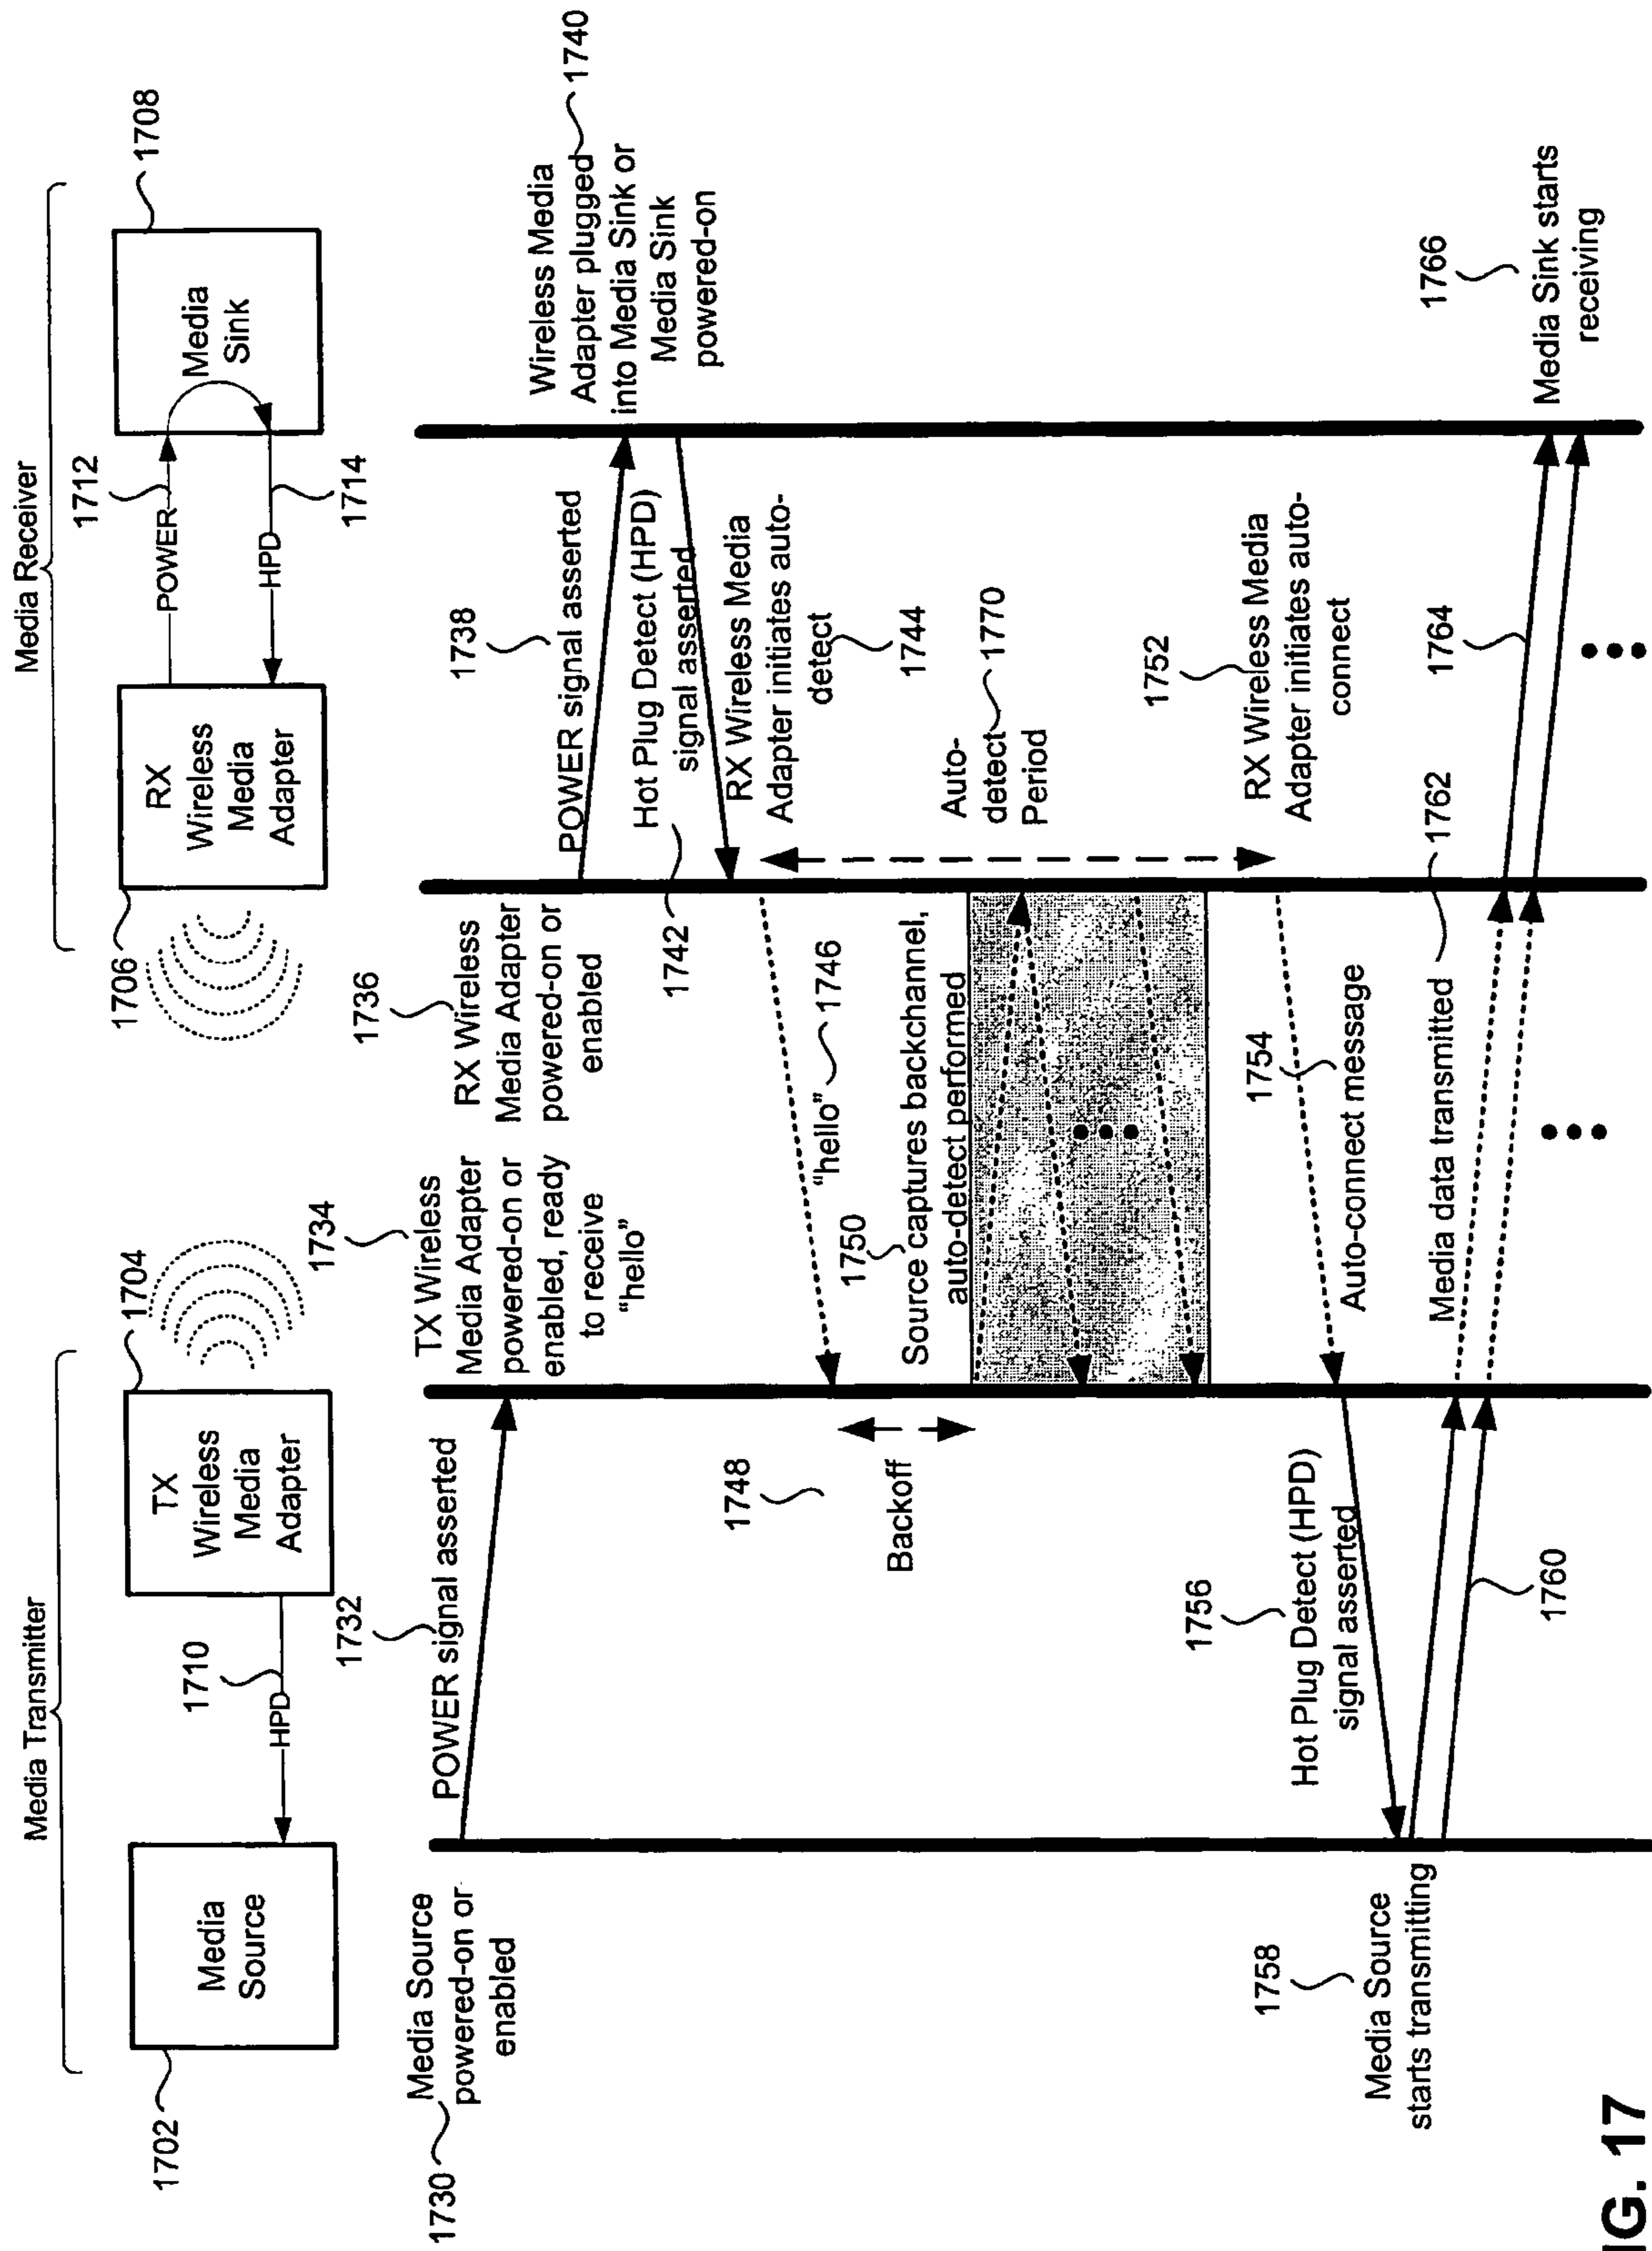 Media Transmitter
Media Receiver
1702
Media
Source
1710
HPD
TX
Wireless
Media
Adapter
1704
1706
RX
Wireless
Media
Adapter
1712
POWER
HPD
1714
Media
Sink
1708
1730
Media Source
powered-on or
enabled
1732
POWER signal asserted
1734
TX Wireless
Media Adapter
powered-on or
enabled, ready
to receive
“hello”
1736
RX Wireless
Media Adapter
powered-on or
enabled
1738
POWER signal asserted
Wireless Media
Adapter plugged
into Media Sink or
Media Sink
powered-on
1740
1742
Hot Plug Detect (HPD)
signal asserted
RX Wireless Media
Adapter initiates auto-
detect
1744
“hello”
1746
1748
Backoff
1750
Source captures backchannel,
auto-detect performed
Auto-
detect
Period
1770
1752
RX Wireless Media
Adapter initiates auto-
connect
1754
Auto-connect message
1756
Hot Plug Detect (HPD)
signal asserted
1758
Media Source
starts transmitting
1760
Media data transmitted
1762
1764
1766
Media Sink starts
receiving
IG. 17